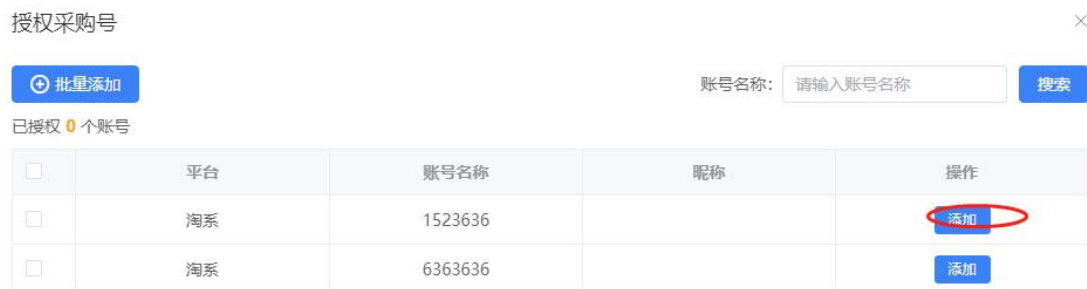 授权采购号
批量添加 账号名称： 请输入账号名称 搜索
已授权 0 个账号
平台 账号名称 昵称 操作
淘系 1523636 添加
淘系 6363636 添加